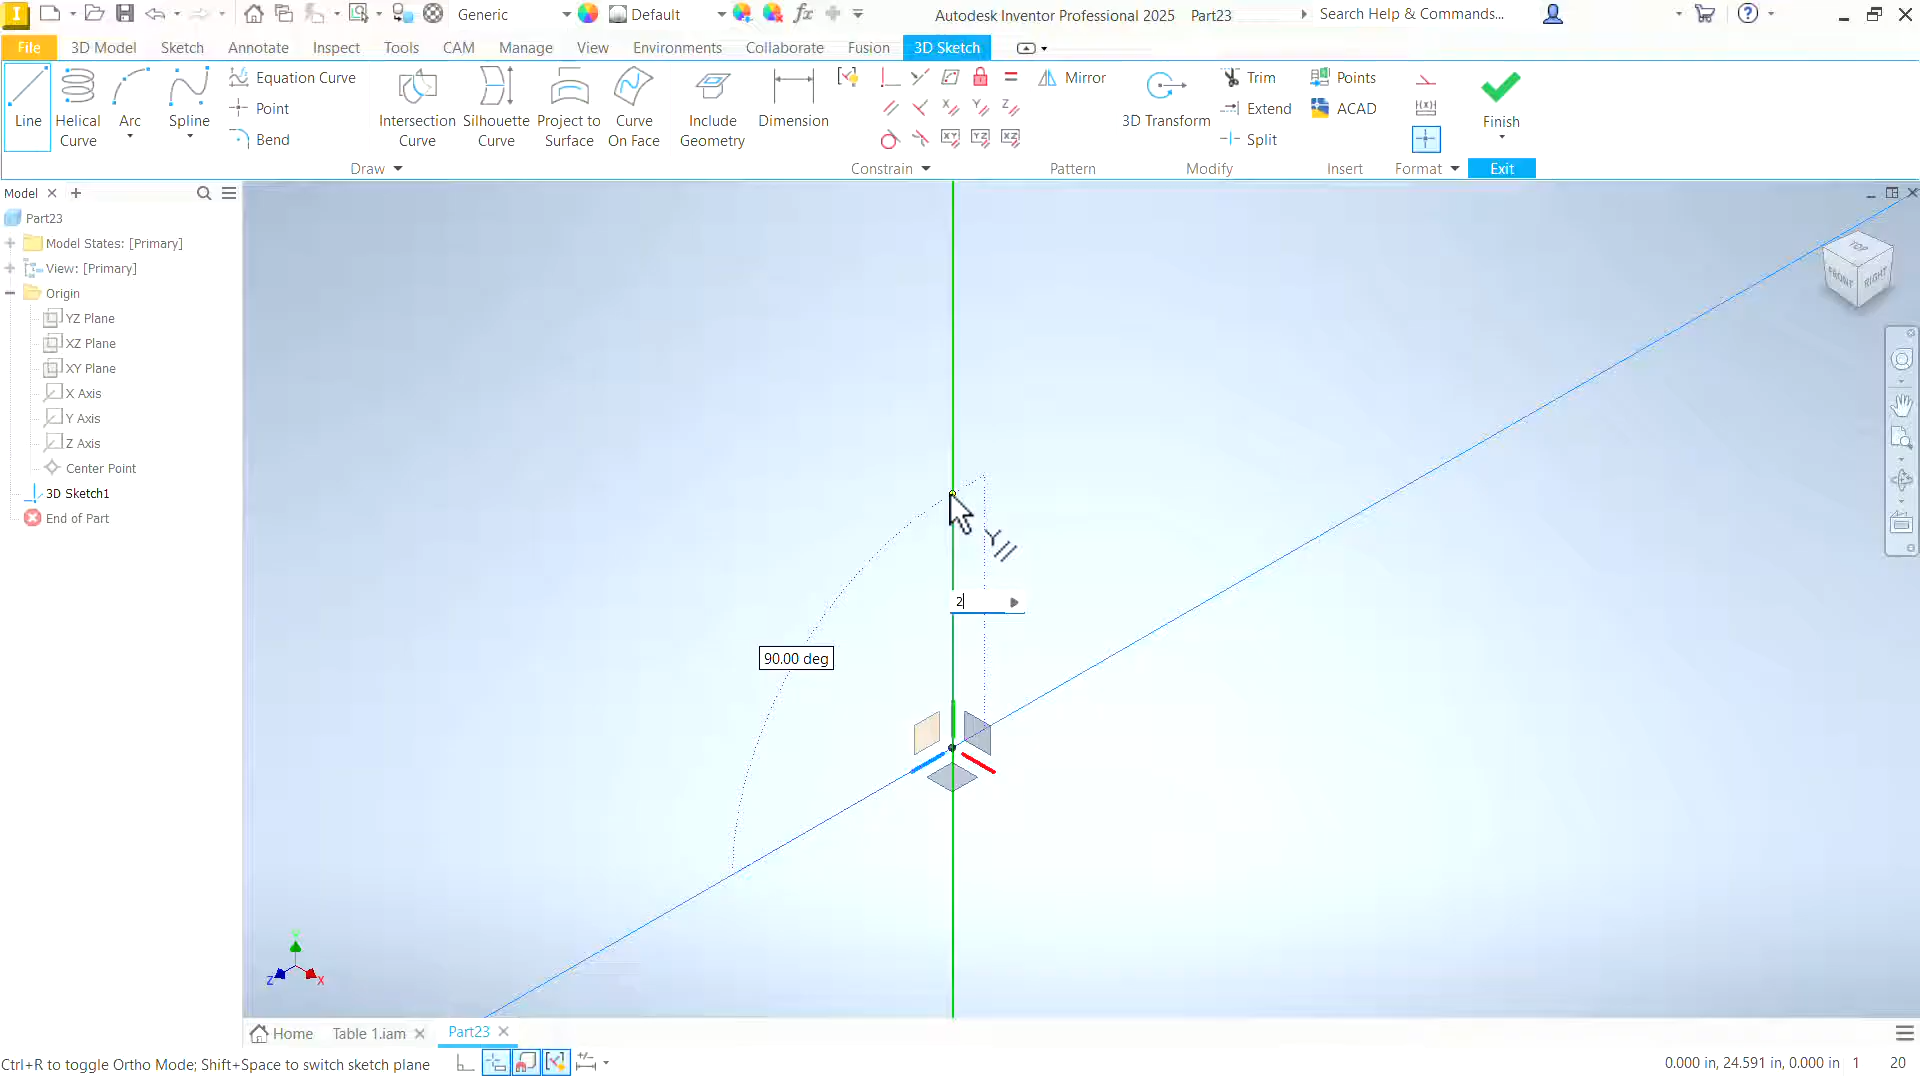 Generic
Default
Autodesk Inventor Professional 2025 Part23
Search Help & Commands...
File 3D Model Sketch Annotate Inspect Tools CAM Manage View Environments Collaborate Fusion 3D Sketch
Line
Helical
Curve
Arc
Spline
Equation Curve
Point
Bend
Intersection
Curve
Silhouette
Curve
Project to
Surface
Curve
On Face
Include
Geometry
Dimension
Mirror
3D Transform
Trim
Extend
Split
Points
ACAD
Finish
Draw Constrain Pattern Modify Insert Format Exit
Model
Part23
Model States: [Primary]
View: [Primary]
Origin
YZ Plane
XZ Plane
XY Plane
X Axis
Y Axis
Z Axis
Center Point
3D Sketch1
End of Part
TOP
FRONT
RIGHT
2
90.00 deg
Z
X
Home Table 1.iam Part23
Ctrl+R to toggle Ortho Mode; Shift+Space to switch sketch plane
0.000 in, 24.591 in, 0.000 in 1 20